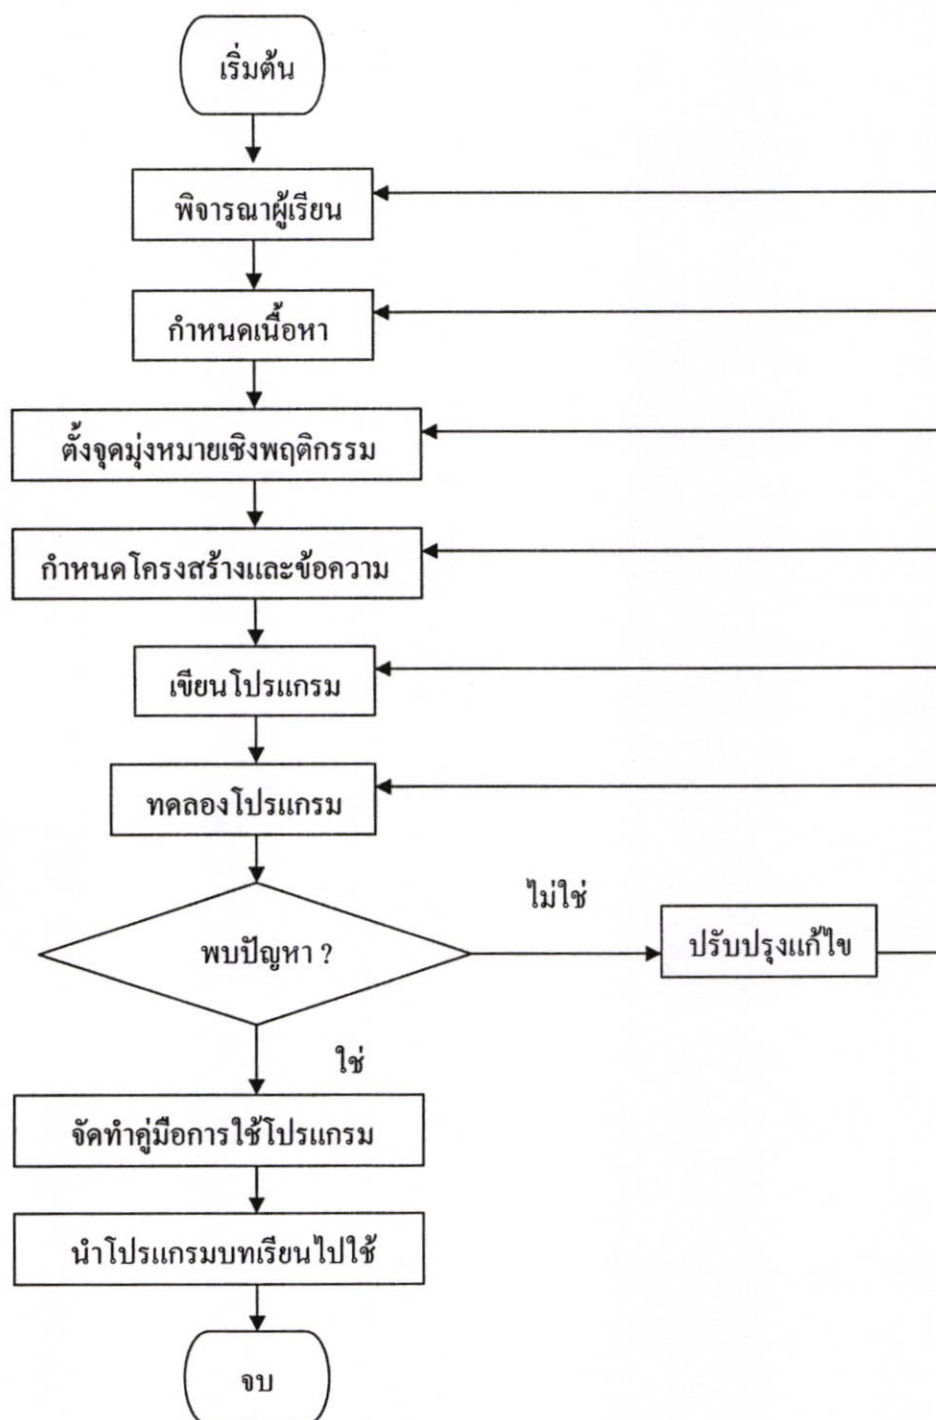 เริ่มต้น
พิจารณาผู้เรียน
กำหนดเนื้อหา
ตั้งจุดมุ่งหมายเชิงพฤติกรรม
กำหนดโครงสร้างและข้อความ
เขียนโปรแกรม
ทดลองโปรแกรม
ไม่ใช่
พบปัญหา ?
ปรับปรุงแก้ไข
ใช่
จัดทำคู่มือการใช้โปรแกรม
นำโปรแกรมบทเรียนไปใช้
จบ